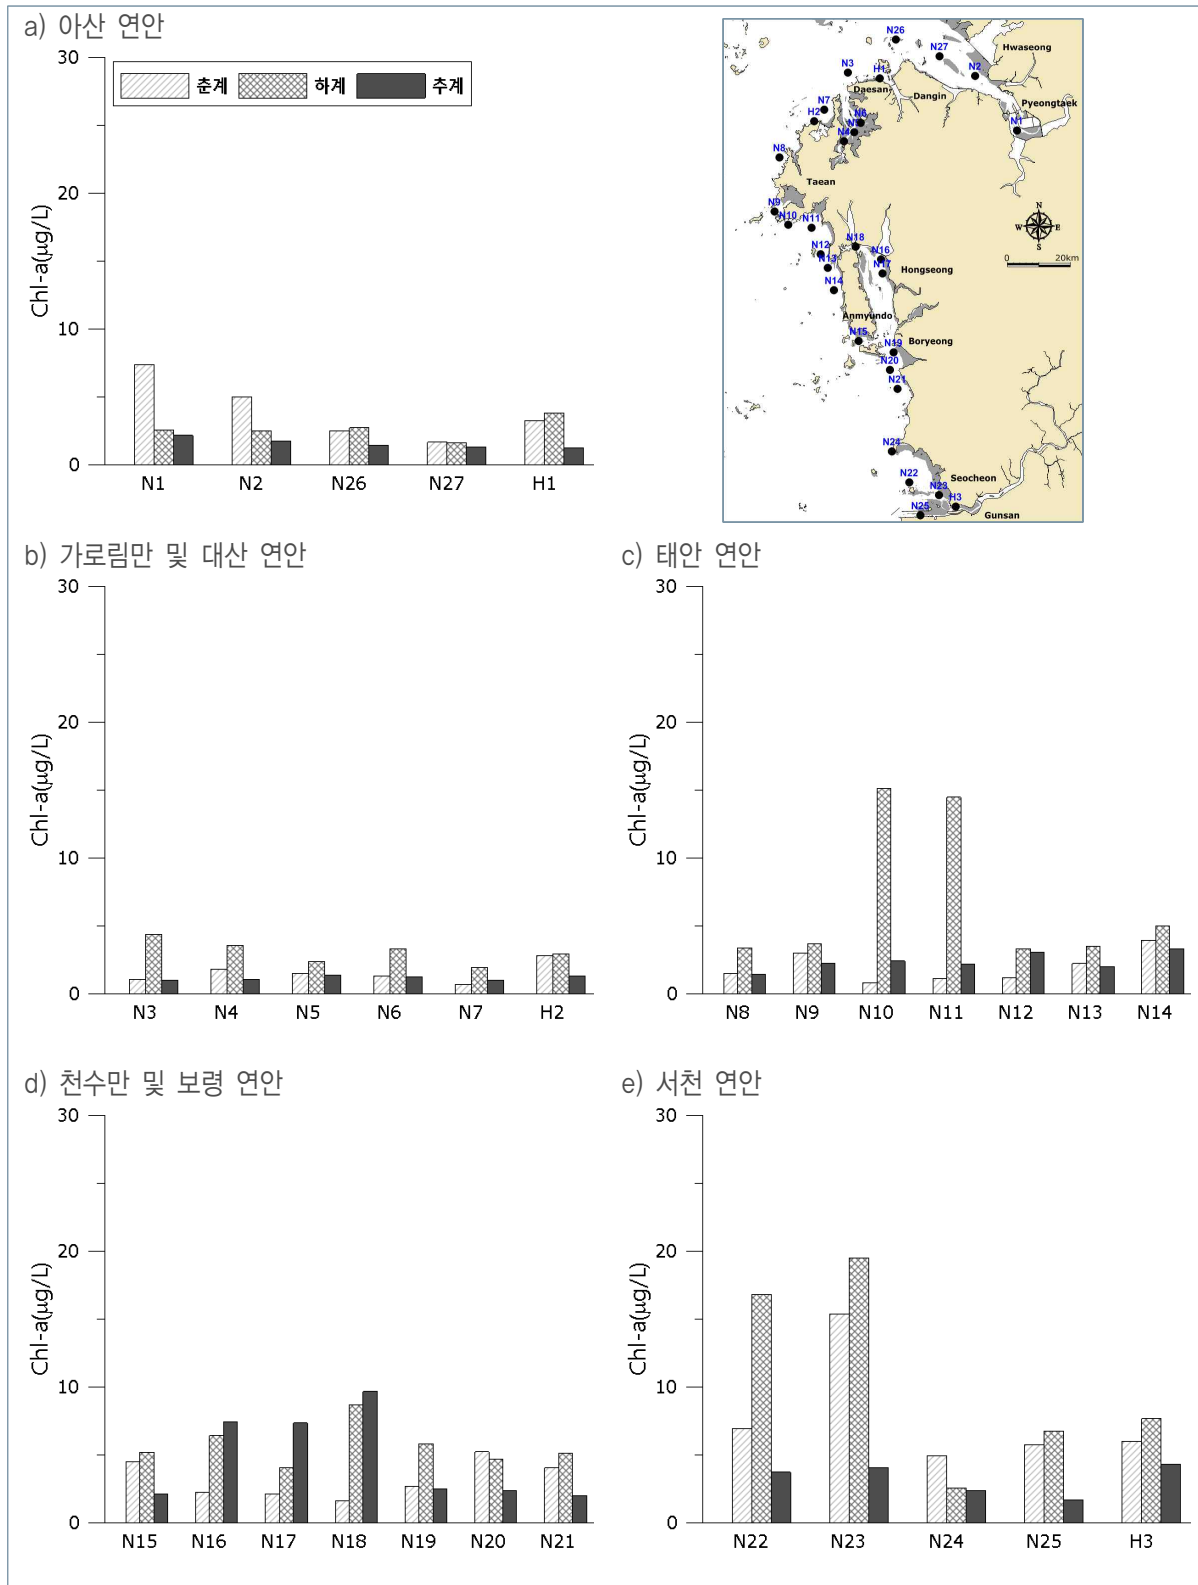 a) 아산 연안
30
춘계 하계 추계
20
10
0
Chl-a(μg/L)
N1 N2 N26 N27 H1
N26
N27
Hwaseong
N3
H1
N2
Daesan
Dangin
Pyeongtaek
N7
H2
N6
N5
N4
N1
N8
Taean
N9
N10
N11
N
W E
S
N18
N12
N16
N13
N17
Hongseong
0 20km
N14
Anmyundo
N15
N19
Boryeong
N20
N21
N24
N22
Seocheon
N23
H3
N25
Gunsan
b) 가로림만 및 대산 연안
30
20
10
0
Chl-a(μg/L)
N3 N4 N5 N6 N7 H2
c) 태안 연안
30
20
10
0
Chl-a(μg/L)
N8 N9 N10 N11 N12 N13 N14
d) 천수만 및 보령 연안
30
20
10
0
Chl-a(μg/L)
N15 N16 N17 N18 N19 N20 N21
e) 서천 연안
30
20
10
0
Chl-a(μg/L)
N22 N23 N24 N25 H3